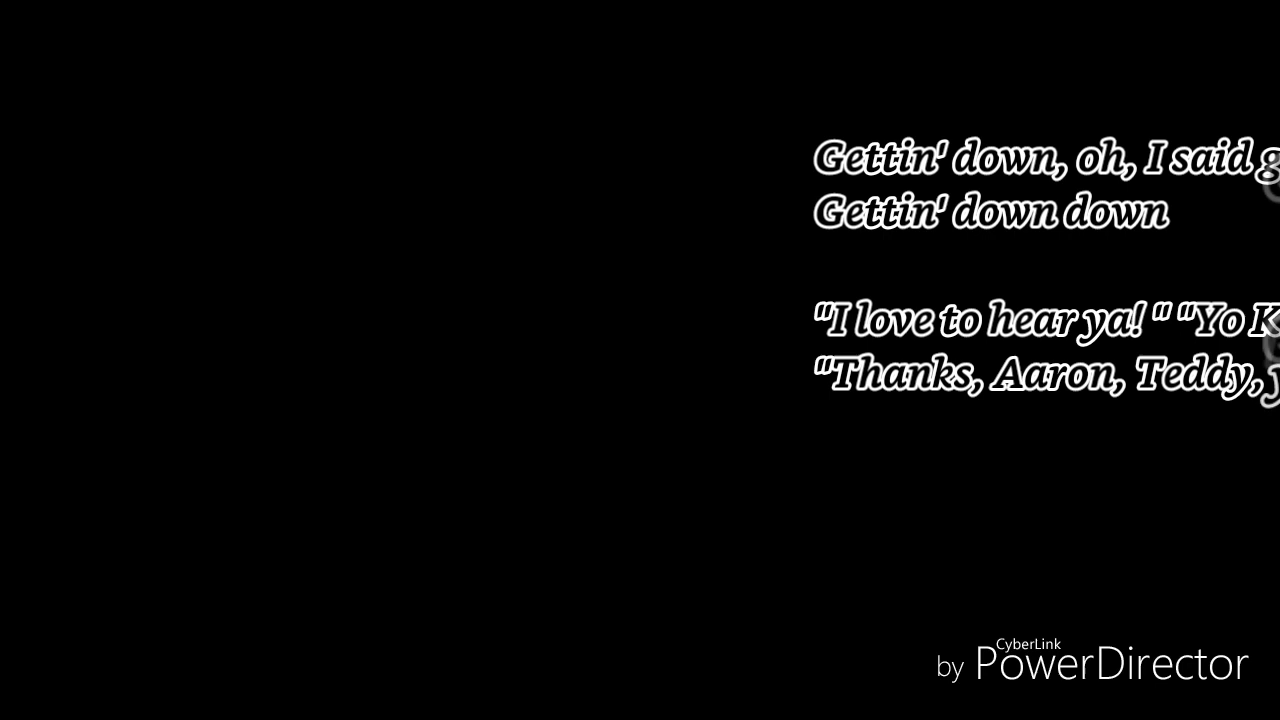 Gettin' down, oh, I said
Gettin' down down
"I love to hear ya! " "Yo
"Thanks, Aaron, Teddy,
CyberLink
by PowerDirector